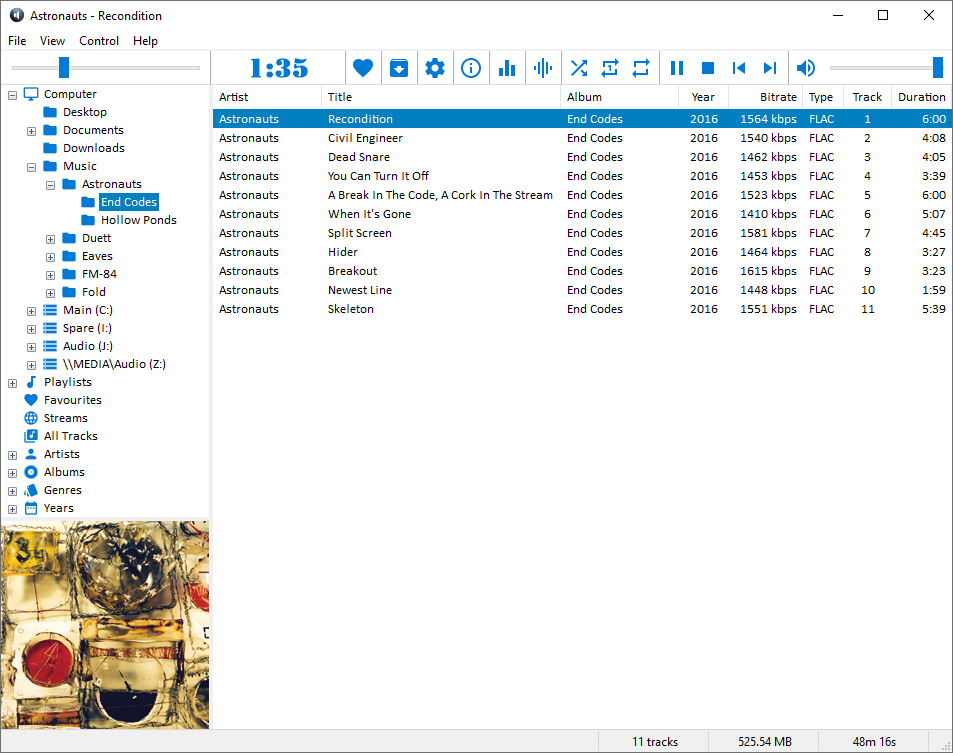 Astronauts - Recondition
File View Control Help
1:35
Computer
Desktop
Documents
Downloads
Music
Astronauts
End Codes
Hollow Ponds
Duett
Eaves
FM-84
Fold
Main (C:)
Spare (I:)
Audio (J:)
\\MEDIA\Audio (Z:)
Playlists
Favourites
Streams
All Tracks
Artists
Albums
Genres
Years
Artist Title Album Year Bitrate Type Track Duration
Astronauts Recondition End Codes 2016 1564 kbps FLAC 1 6:00
Astronauts Civil Engineer End Codes 2016 1540 kbps FLAC 2 4:08
Astronauts Dead Snare End Codes 2016 1462 kbps FLAC 3 4:05
Astronauts You Can Turn It Off End Codes 2016 1453 kbps FLAC 4 3:39
Astronauts A Break In The Code, A Cork In The Stream End Codes 2016 1523 kbps FLAC 5 6:00
Astronauts When It's Gone End Codes 2016 1410 kbps FLAC 6 5:07
Astronauts Split Screen End Codes 2016 1581 kbps FLAC 7 4:45
Astronauts Hider End Codes 2016 1464 kbps FLAC 8 3:27
Astronauts Breakout End Codes 2016 1615 kbps FLAC 9 3:23
Astronauts Newest Line End Codes 2016 1448 kbps FLAC 10 1:59
Astronauts Skeleton End Codes 2016 1551 kbps FLAC 11 5:39
11 tracks 525.54 MB 48m 16s